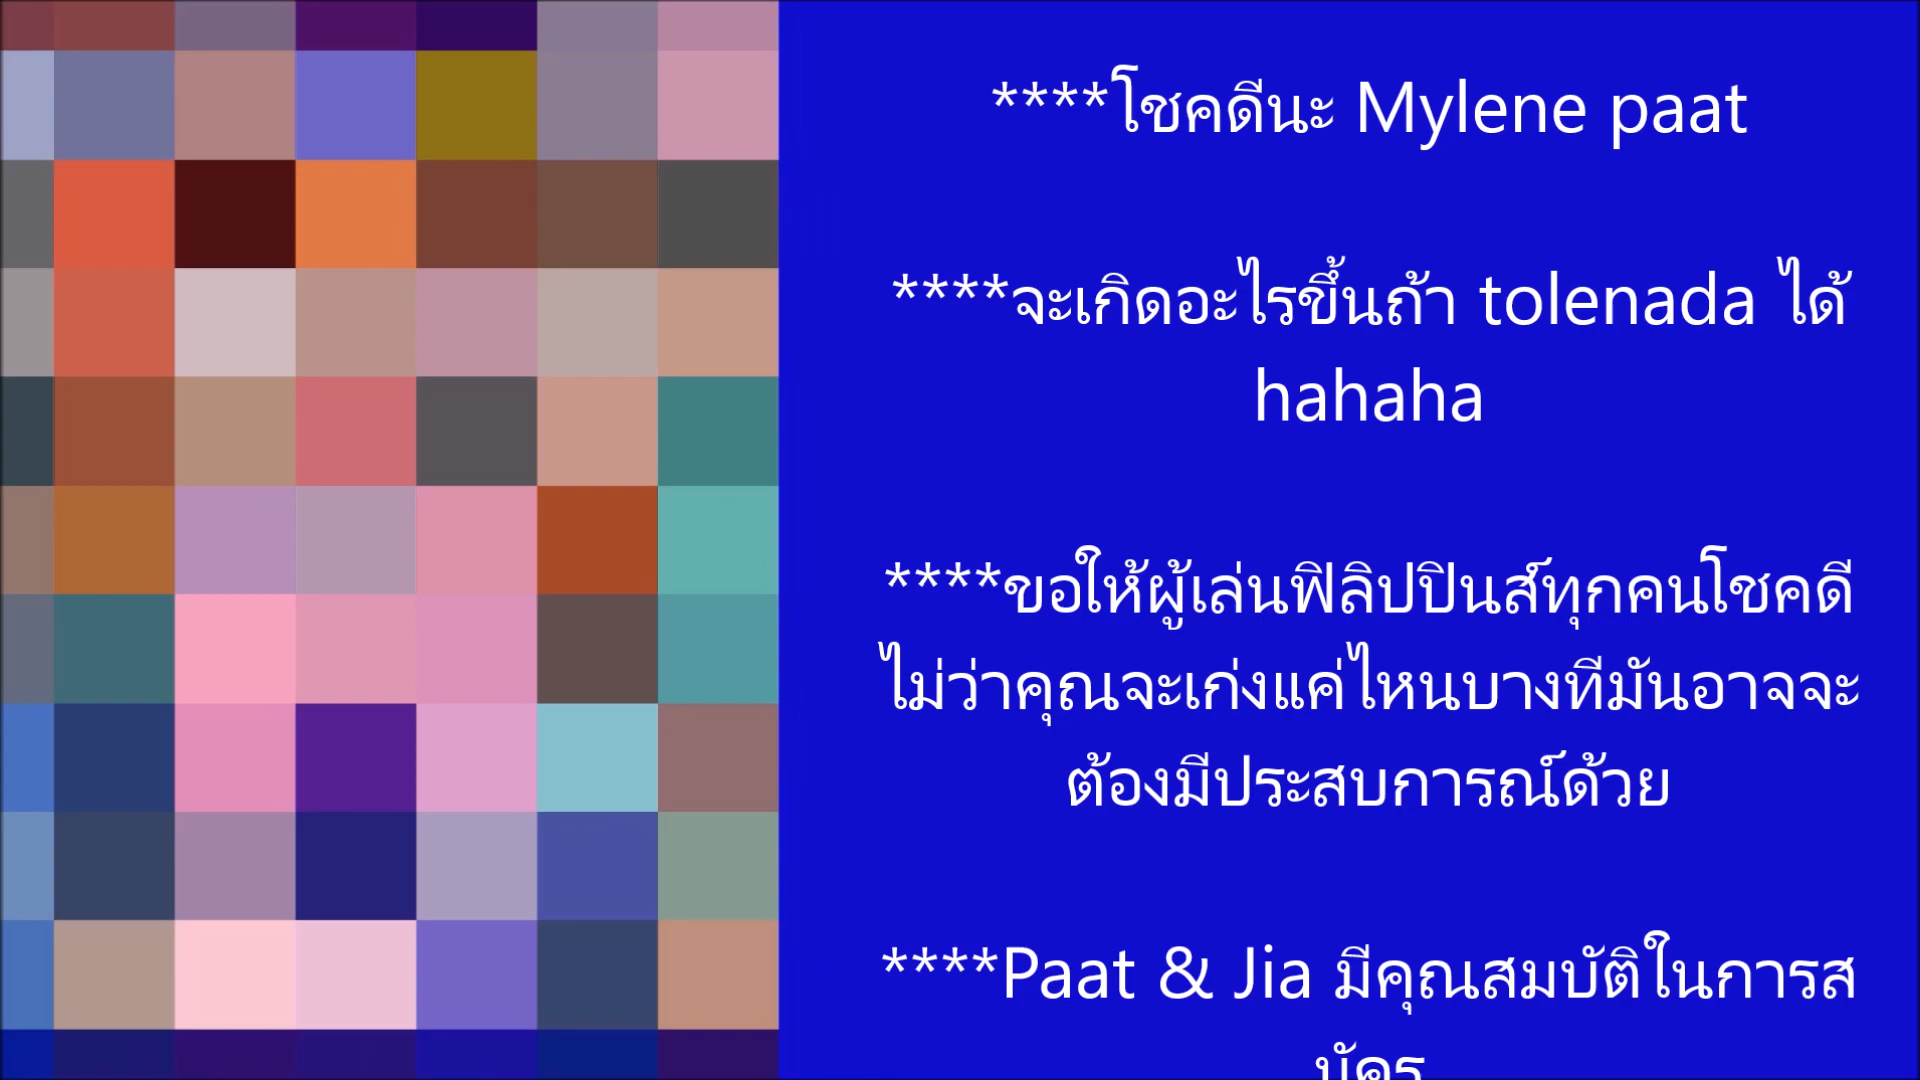 ****โชคดีนะ Mylene paat
****จะเกิดอะไรขึ้นถ้า tolenada ได้
hahaha
****ขอให้ผู้เล่นฟิลิปปินส์ทุกคนโชคดี
ไม่ว่าคุณจะเก่งแค่ไหนบางทีมันอาจจะ
ต้องมีประสบการณ์ด้วย
****Paat & Jia มีคุณสมบัติในการส
มัคร